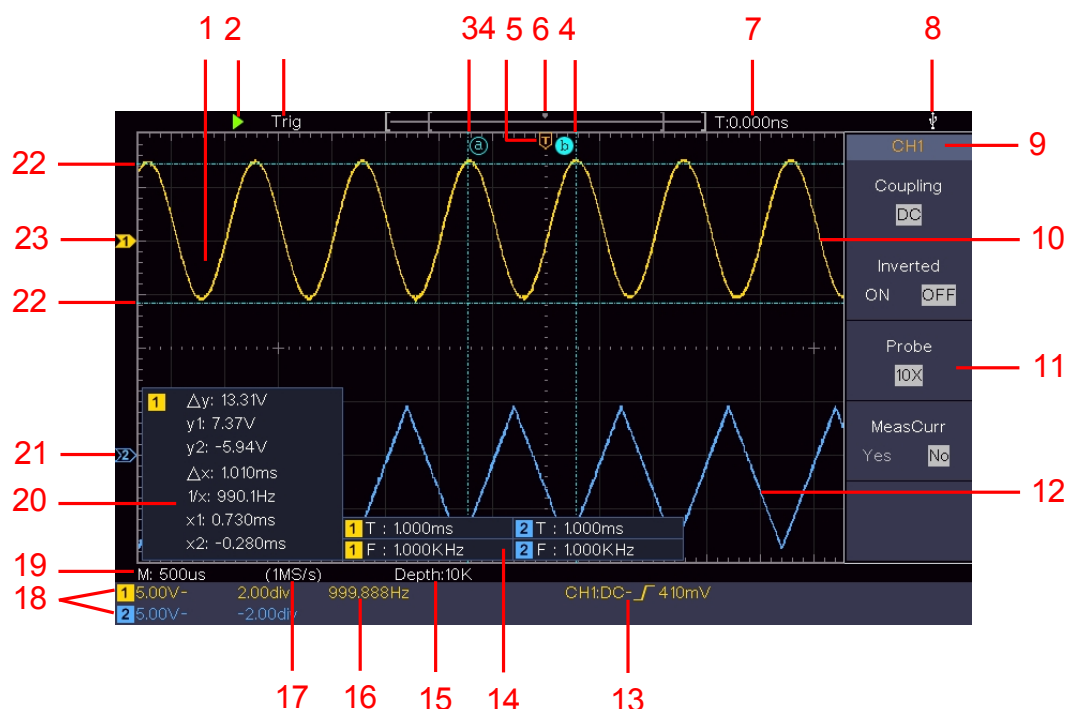 1 2 3 4 5 6 4 7 8
Trig
T
T:0.000ns
a
b
CH1
9
22
Coupling
DC
23
1
10
Inverted
ON OFF
22
Probe
10X
11
1
△y: 13.31V
y1: 7.37V
y2: -5.94V
△x: 1.010ms
1/x: 990.1Hz
x1: 0.730ms
x2: -0.280ms
MeasCurr
Yes No
21
2
20
12
1 T : 1.000ms
2 T : 1.000ms
1 F : 1.000KHz
2 F : 1.000KHz
19
M: 500us (1MS/s) Depth:10K
18
1 5.00V- 2.00div 999.888Hz CH1:DC- 410mV
2 5.00V- -2.00div
17 16 15 14 13